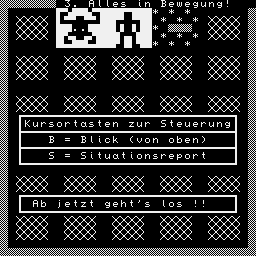 3. Alles in Bewegung!
Kursortasten zur Steuerung
B = Blick (von oben)
S = Situationsreport
Ab jetzt geht's los !!